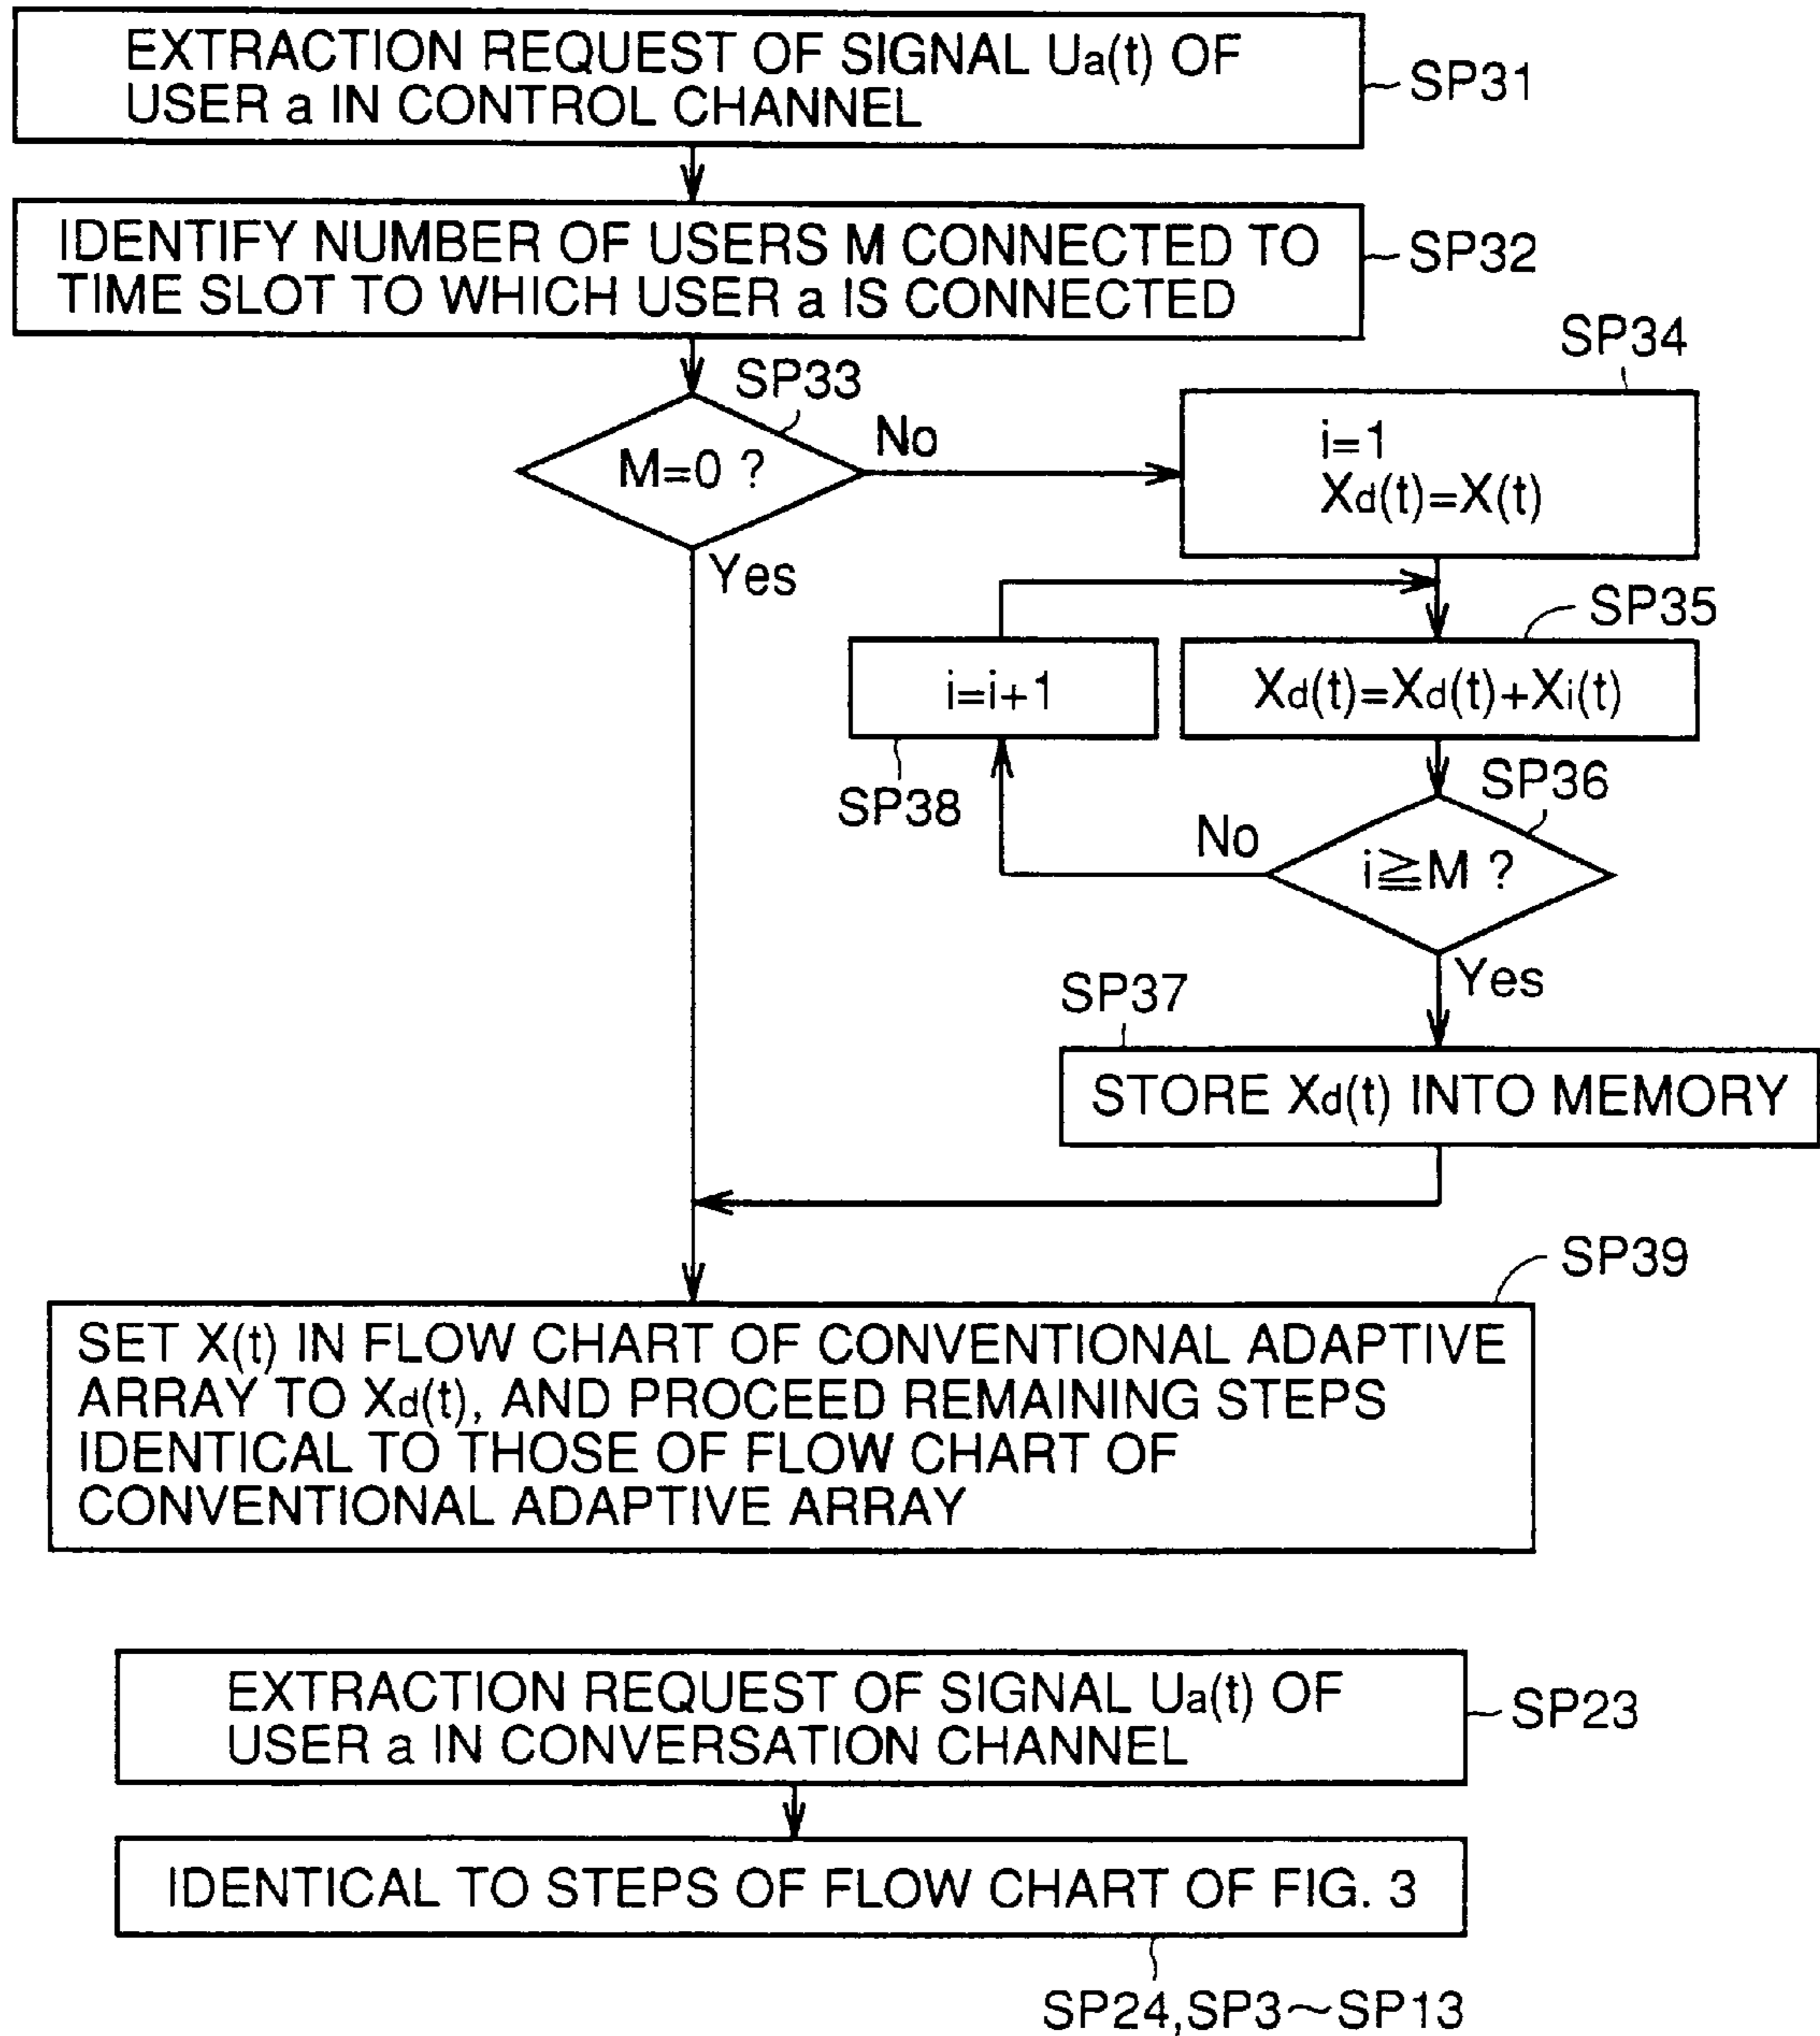 EXTRACTION REQUEST OF SIGNAL Ua(t) OF
USER a IN CONTROL CHANNEL
SP31
IDENTIFY NUMBER OF USERS M CONNECTED TO
TIME SLOT TO WHICH USER a IS CONNECTED
SP32
SP33
M=0 ?
No
Yes
SP34
i=1
Xd(t)=X(t)
SP35
Xd(t)=Xd(t)+Xi(t)
i=i+1
SP38
SP36
i≧M ?
No
Yes
SP37
STORE Xd(t) INTO MEMORY
SP39
SET X(t) IN FLOW CHART OF CONVENTIONAL ADAPTIVE
ARRAY TO Xd(t), AND PROCEED REMAINING STEPS
IDENTICAL TO THOSE OF FLOW CHART OF
CONVENTIONAL ADAPTIVE ARRAY
EXTRACTION REQUEST OF SIGNAL Ua(t) OF
USER a IN CONVERSATION CHANNEL
SP23
IDENTICAL TO STEPS OF FLOW CHART OF FIG. 3
SP24,SP3~SP13